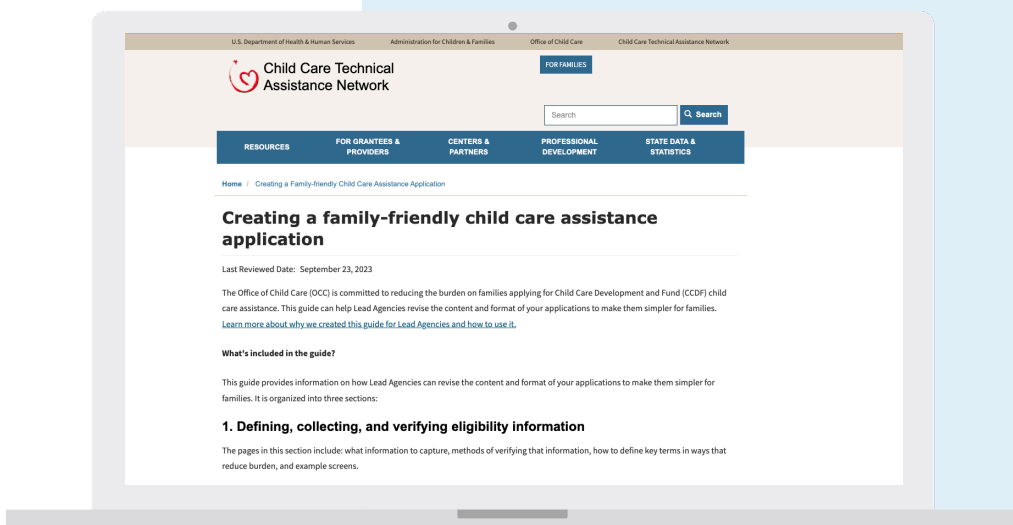 U.S. Department of Health & Human Services Administration for Children & Families Office of Child Care Child Care Technical Assistance Network
Child Care Technical
Assistance Network
FOR FAMILIES
Search Search
RESOURCES FOR GRANTEES & PROVIDERS CENTERS & PARTNERS PROFESSIONAL DEVELOPMENT STATE DATA & STATISTICS
Home / Creating a Family-friendly Child Care Assistance Application
Creating a family-friendly child care assistance
application
Last Reviewed Date: September 23, 2023
The Office of Child Care (OCC) is committed to reducing the burden on families applying for Child Care Development and Fund (CCDF) child
care assistance. This guide can help Lead Agencies revise the content and format of your applications to make them simpler for families.
Learn more about why we created this guide for Lead Agencies and how to use it.
What's included in the guide?
This guide provides information on how Lead Agencies can revise the content and format of your applications to make them simpler for
families. It is organized into three sections:
1. Defining, collecting, and verifying eligibility information
The pages in this section include: what information to capture, methods of verifying that information, how to define key terms in ways that
reduce burden, and example screens.